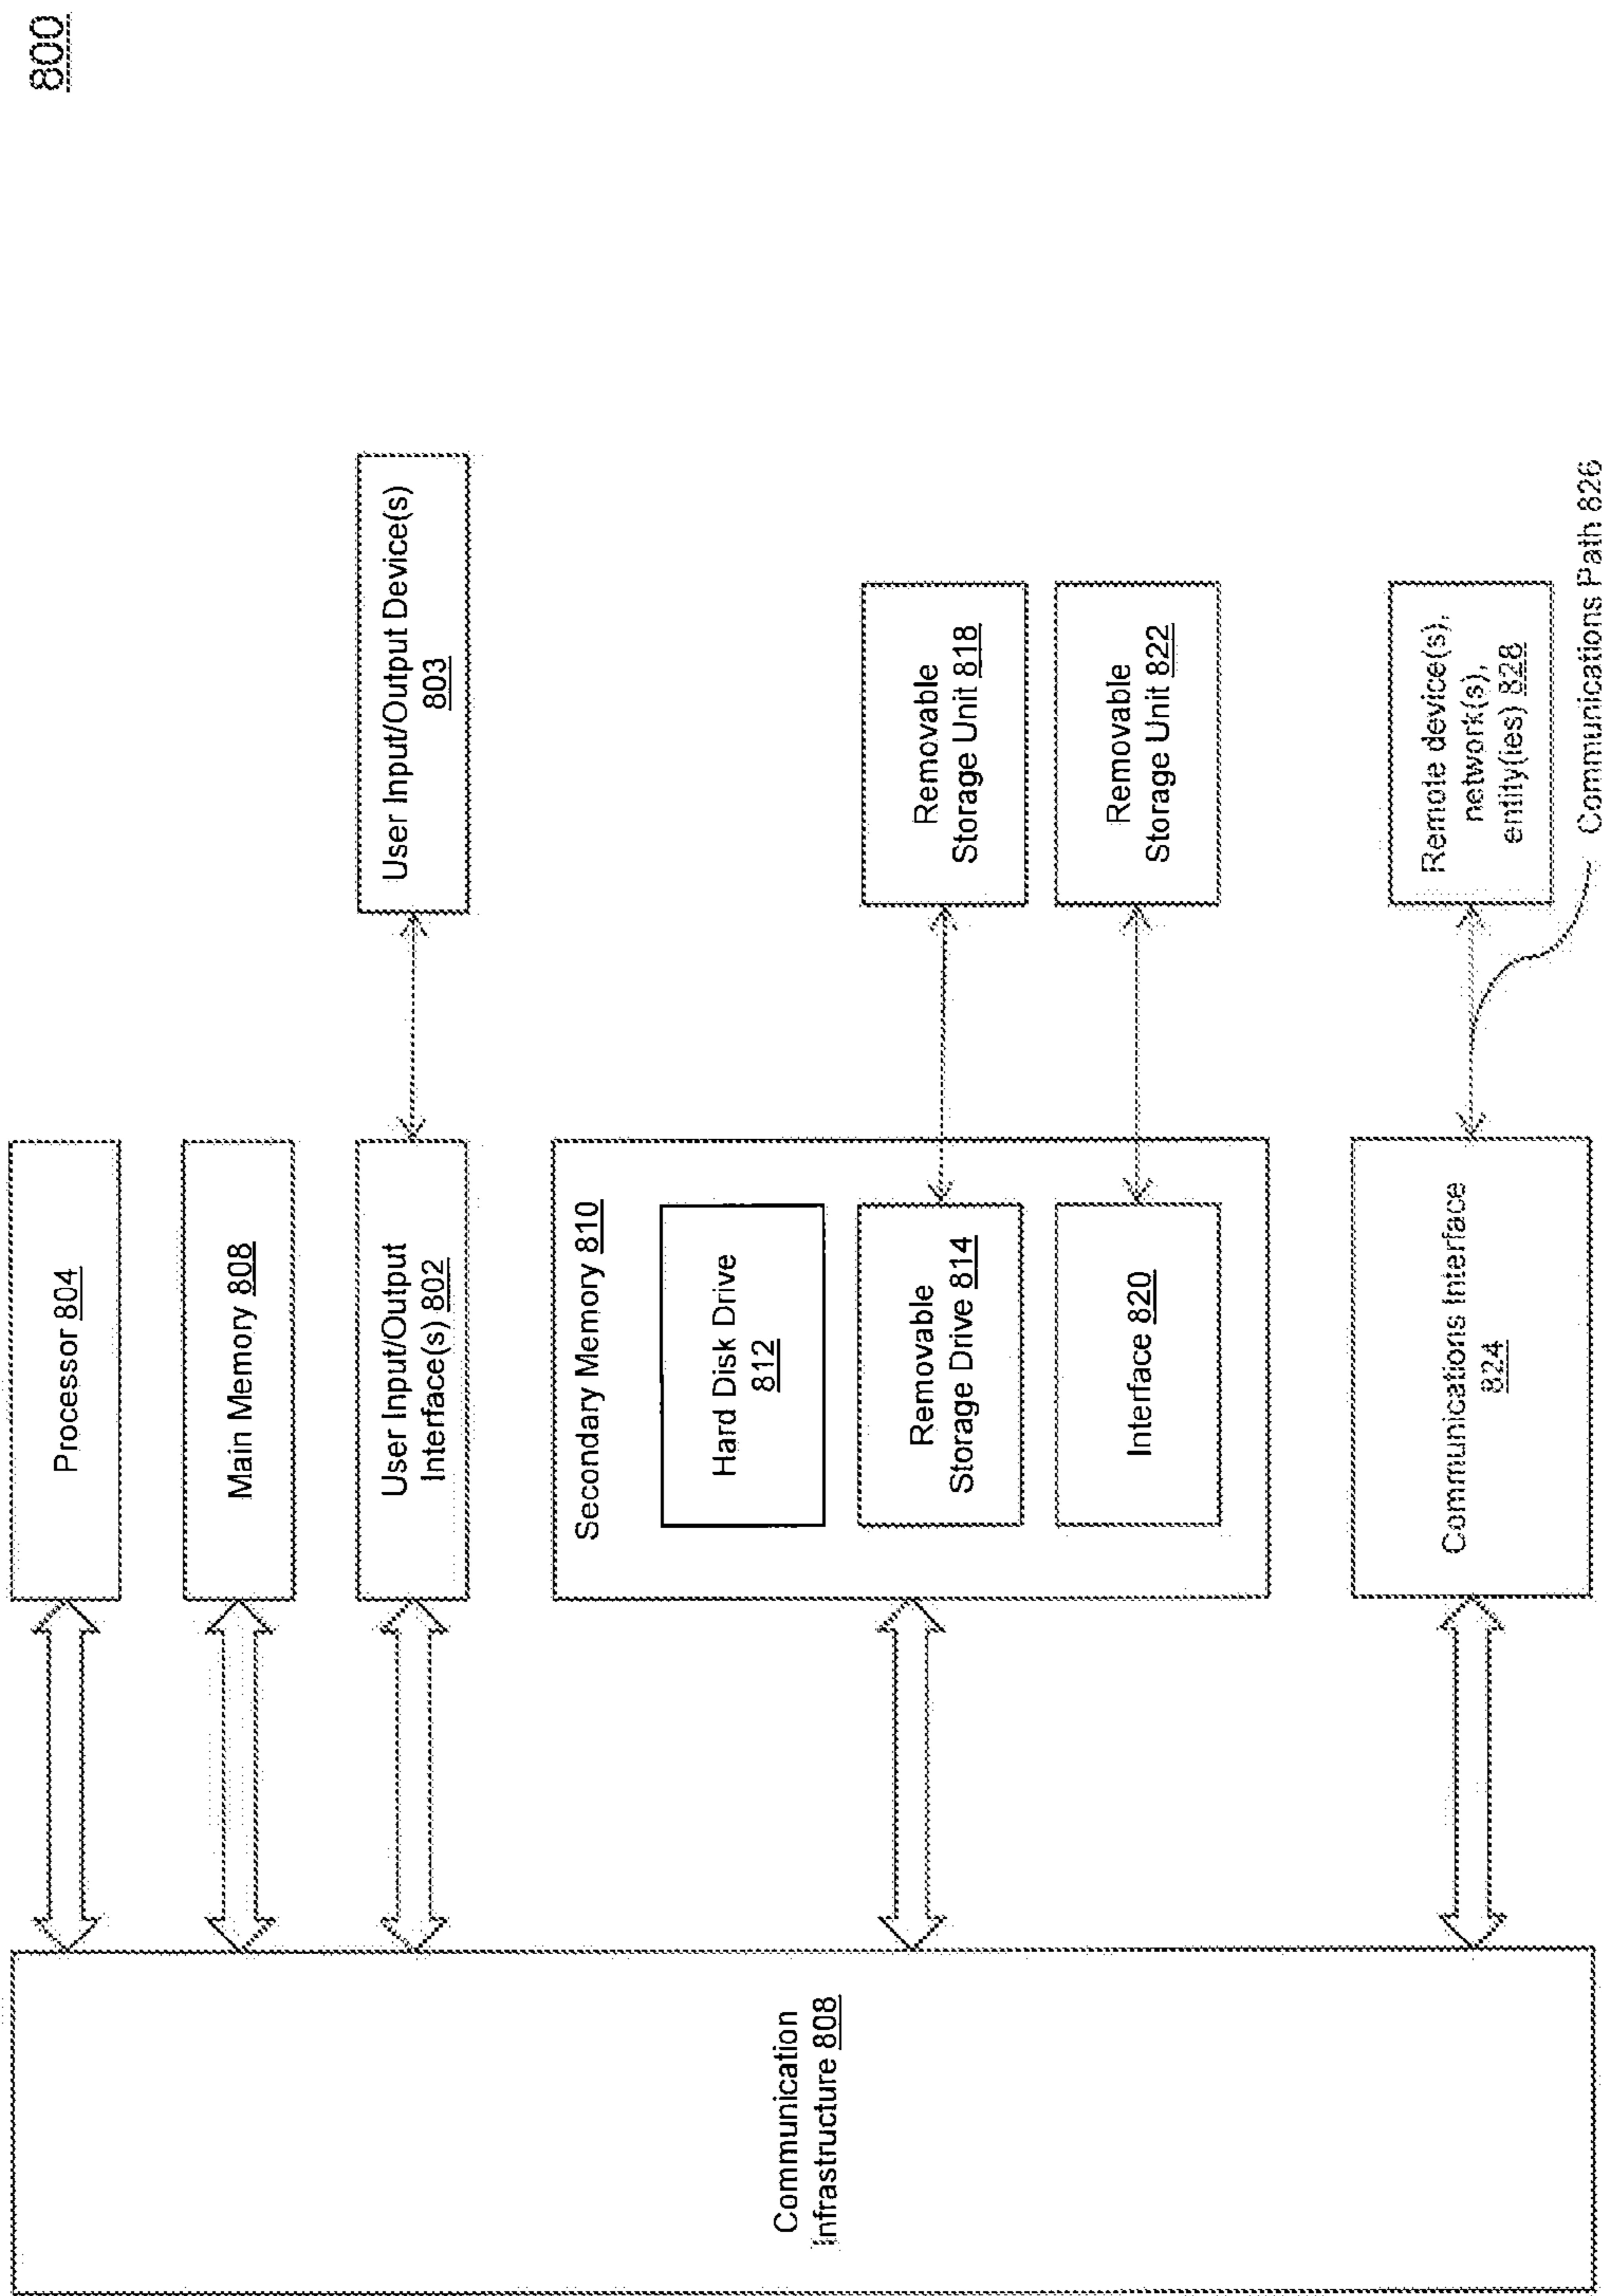 800
Processor 804
Main Memory 808
User Input/Output
Interface(s) 802
User Input/Output Device(s)
803
Secondary Memory 810
Hard Disk Drive
812
Removable
Storage Drive 814
Removable
Storage Unit 818
Interface 820
Removable
Storage Unit 822
Communications Interface
824
Remote device(s),
network(s),
entity(ies) 828
Communications Path 826
Communication
Infrastructure 808